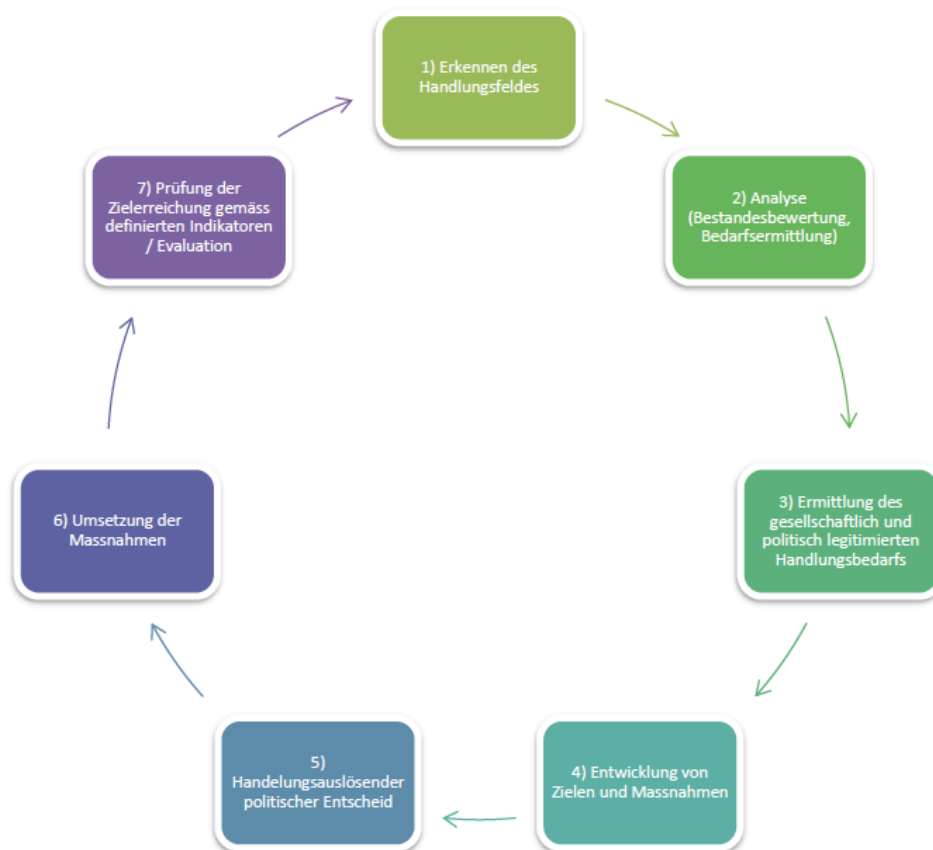 1) Erkennen des
Handlungsfeldes
2) Analyse
(Bestandesbewertung,
Bedarfsermittlung)
3) Ermittlung des
gesellschaftlich und
politisch legitimierten
Handlungsbedarfs
4) Entwicklung von
Zielen und Massnahmen
5)
Handelungsauslösender
politischer Entscheid
6) Umsetzung der
Massnahmen
7) Prüfung der
Zielerreichung gemäss
definierten Indikatoren
/ Evaluation